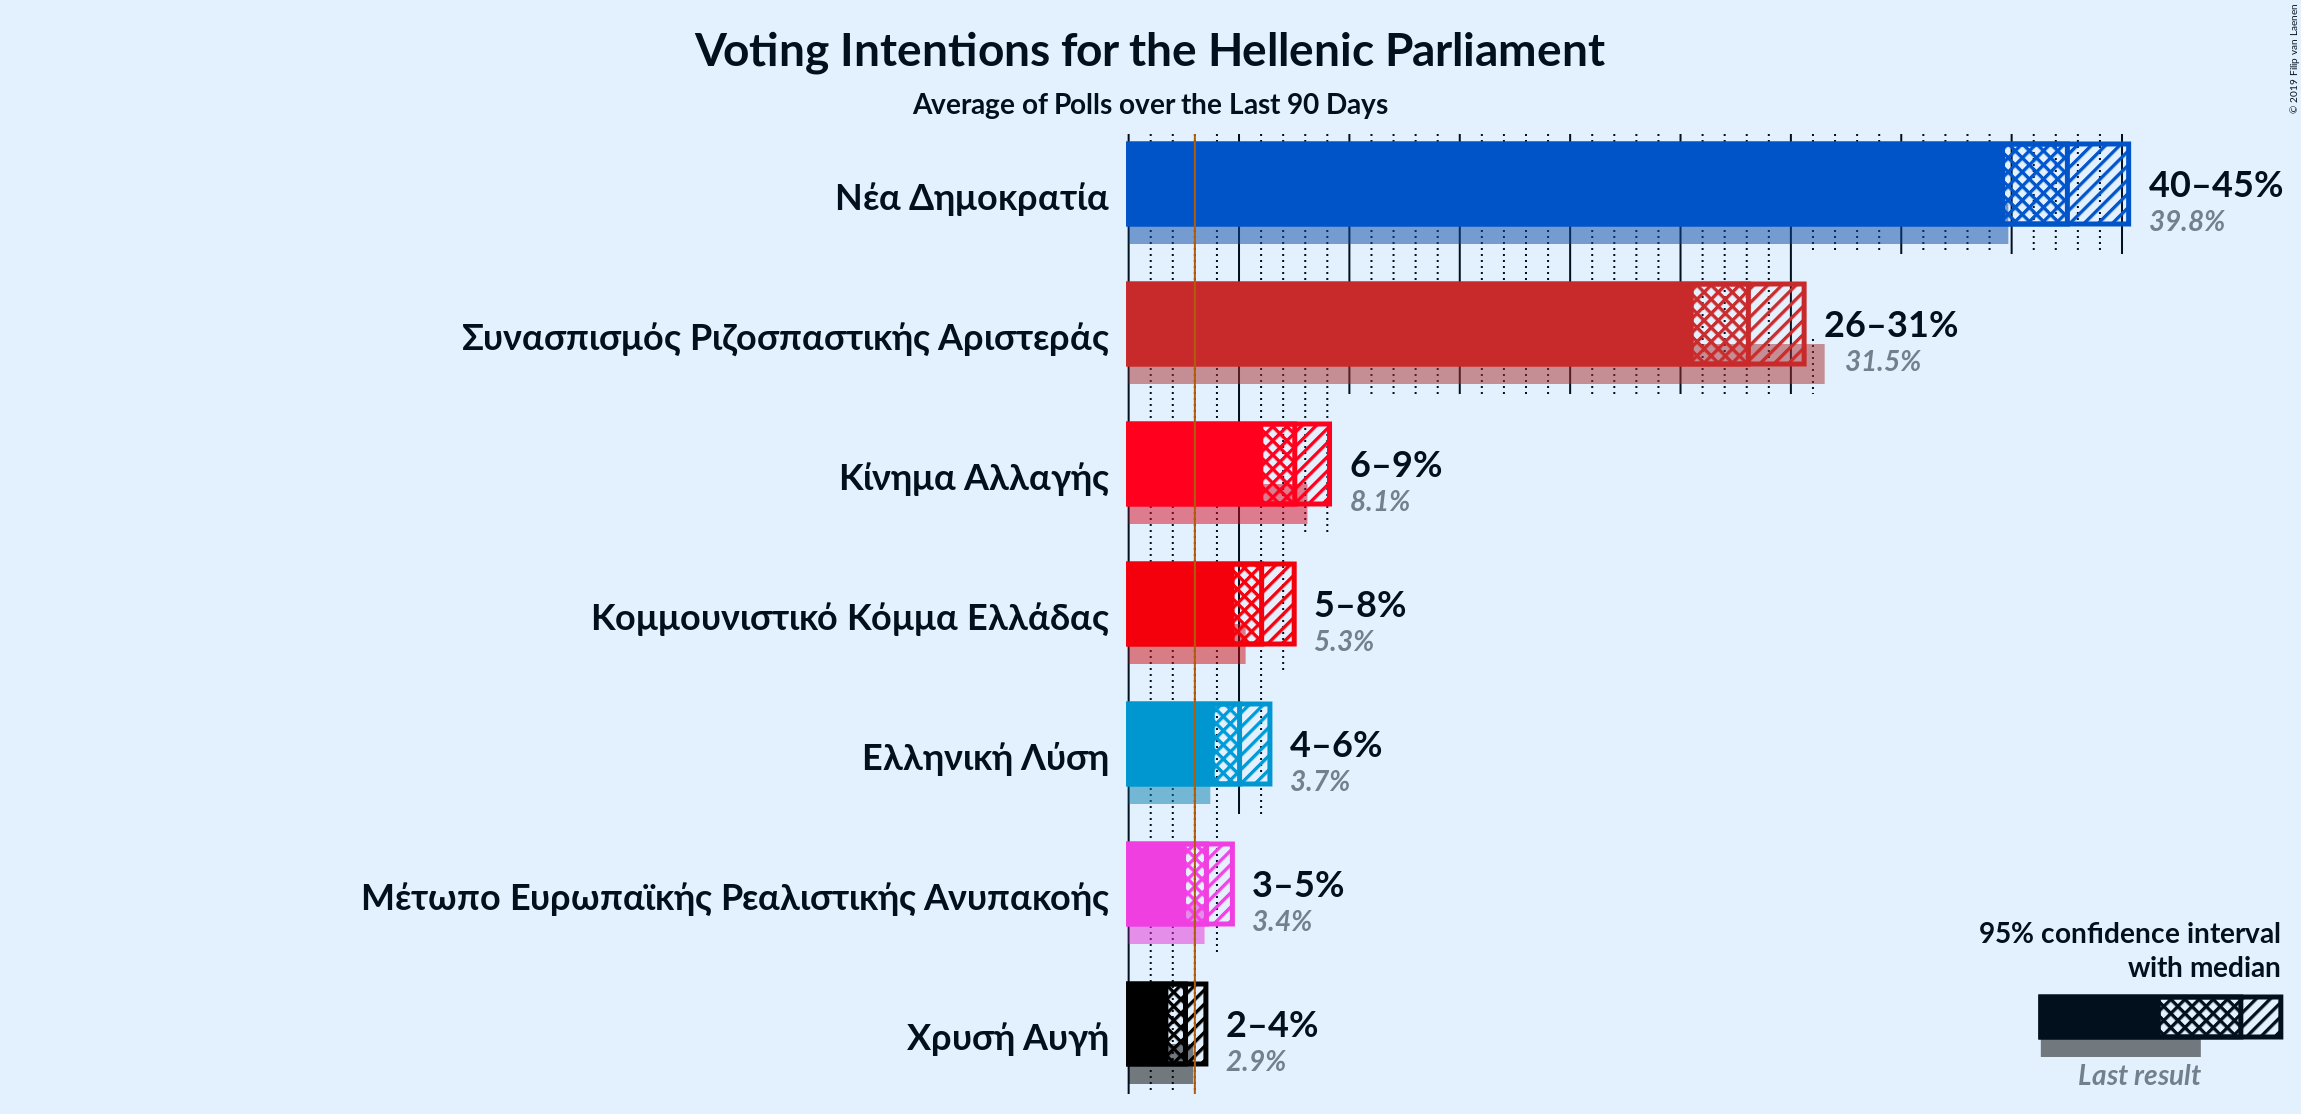 Voting Intentions for the Hellenic Parliament
Average of Polls over the Last 90 Days
© 2019 Filip van Laenen
Νέα Δημοκρατία
40–45%
39.8%
Συνασπισμός Ριζοσπαστικής Αριστεράς
26–31%
31.5%
Κίνημα Αλλαγής
6–9%
8.1%
Κομμουνιστικό Κόμμα Ελλάδας
5–8%
5.3%
Ελληνική Λύση
4–6%
3.7%
Μέτωπο Ευρωπαϊκής Ρεαλιστικής Ανυπακοής
3–5%
3.4%
Χρυσή Αυγή
2–4%
2.9%
95% confidence interval
with median
Last result